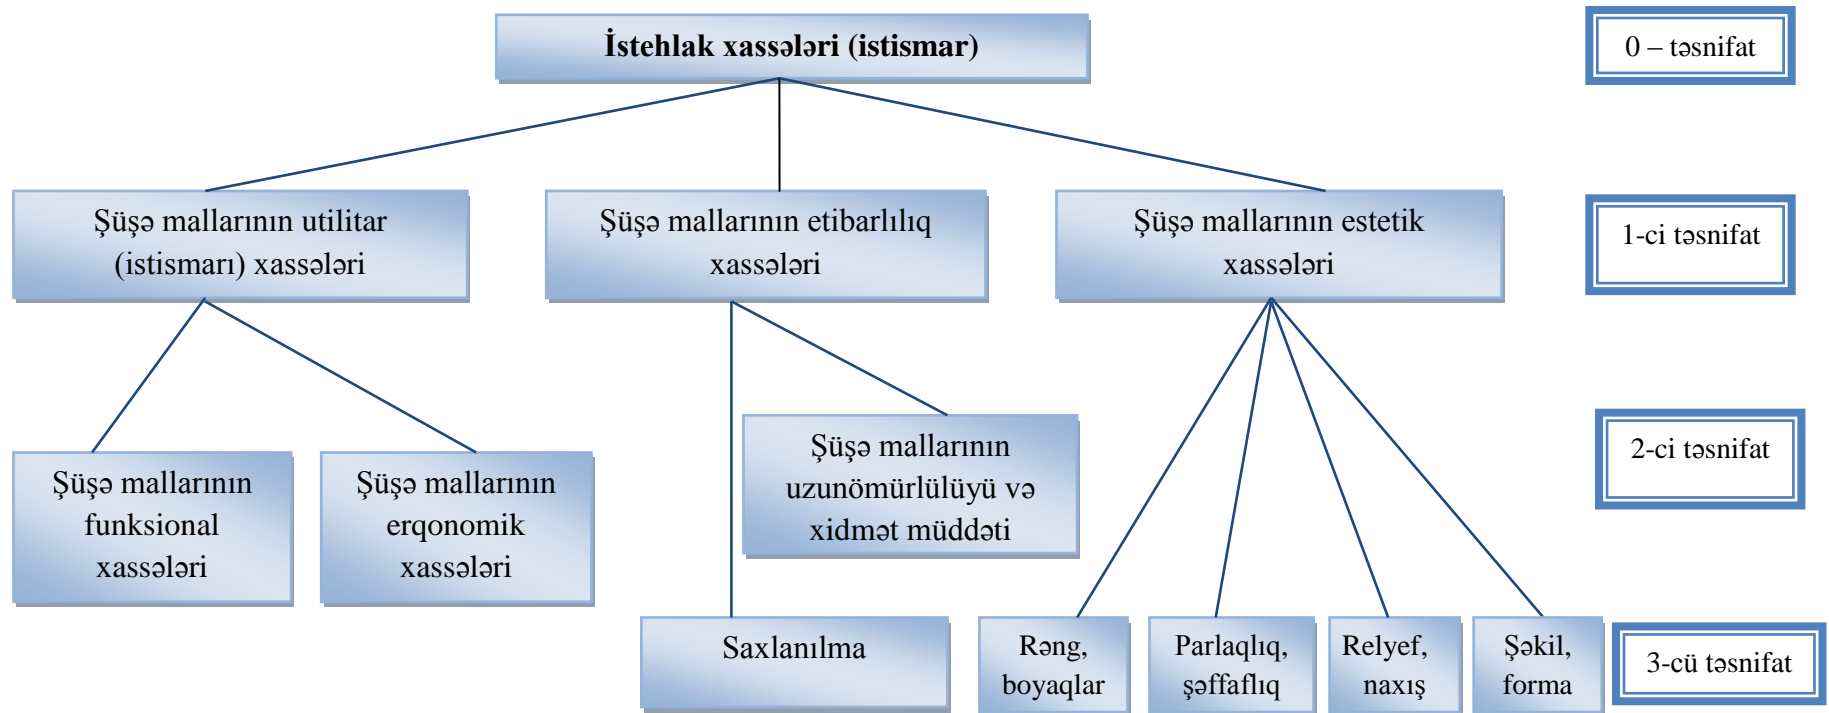 İstehlak xassələri (istismar)
0 – təsnifat
Şüşə mallarının utilitar
(istismarı) xassələri
Şüşə mallarının etibarlılıq
xassələri
Şüşə mallarının estetik
xassələri
1-ci təsnifat
Şüşə mallarının
funksional
xassələri
Şüşə mallarının
erqonomik
xassələri
Şüşə mallarının
uzunömürlülüyü və
xidmət müddəti
2-ci təsnifat
Saxlanılma
Rəng,
boyaqlar
Parlaqlıq,
şəffaflıq
Relyef,
naxış
Şəkil,
forma
3-cü təsnifat